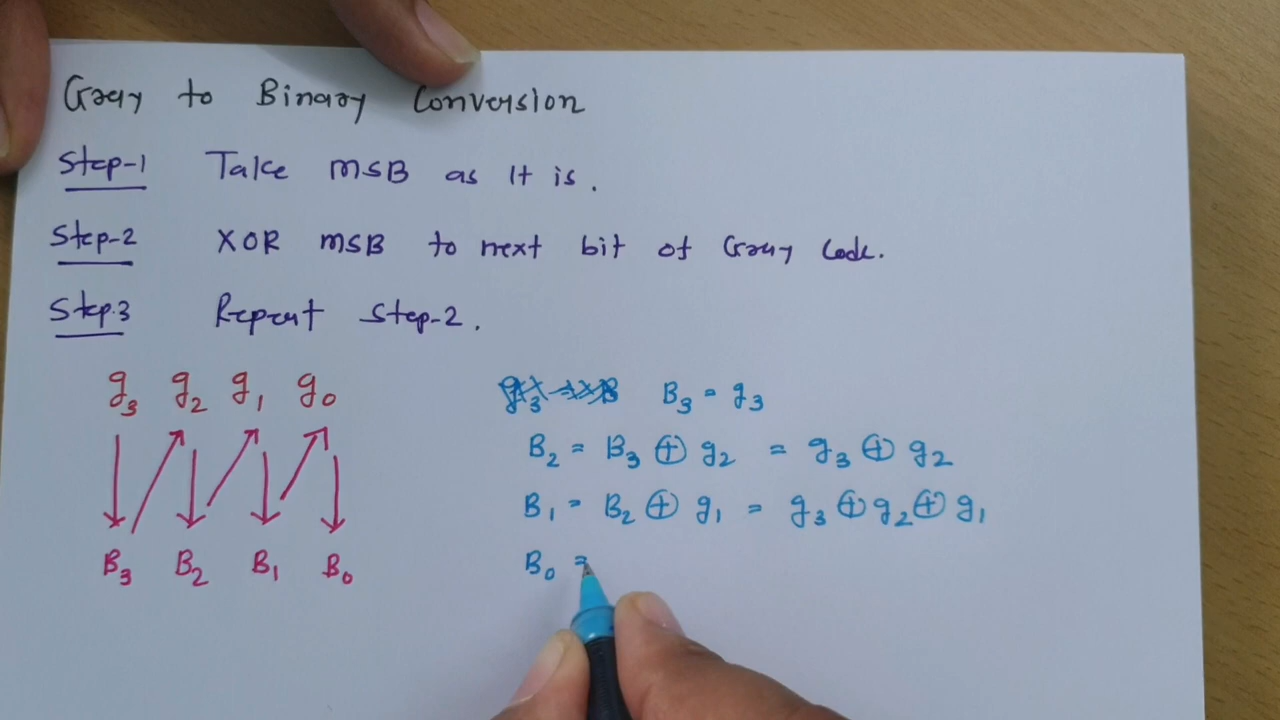 Gray to Binary Conversion
Step-1 Take MSB as It is.
Step-2 XOR MSB to next bit of Gray Code.
Step.3 Repeat Step-2.
g₃ g₂ g₁ g₀
B₃ B₂ B₁ B₀
B₃ = g₃
B₂ = B₃ ⊕ g₂ = g₃ ⊕ g₂
B₁ = B₂ ⊕ g₁ = g₃ ⊕ g₂ ⊕ g₁
B₀ =